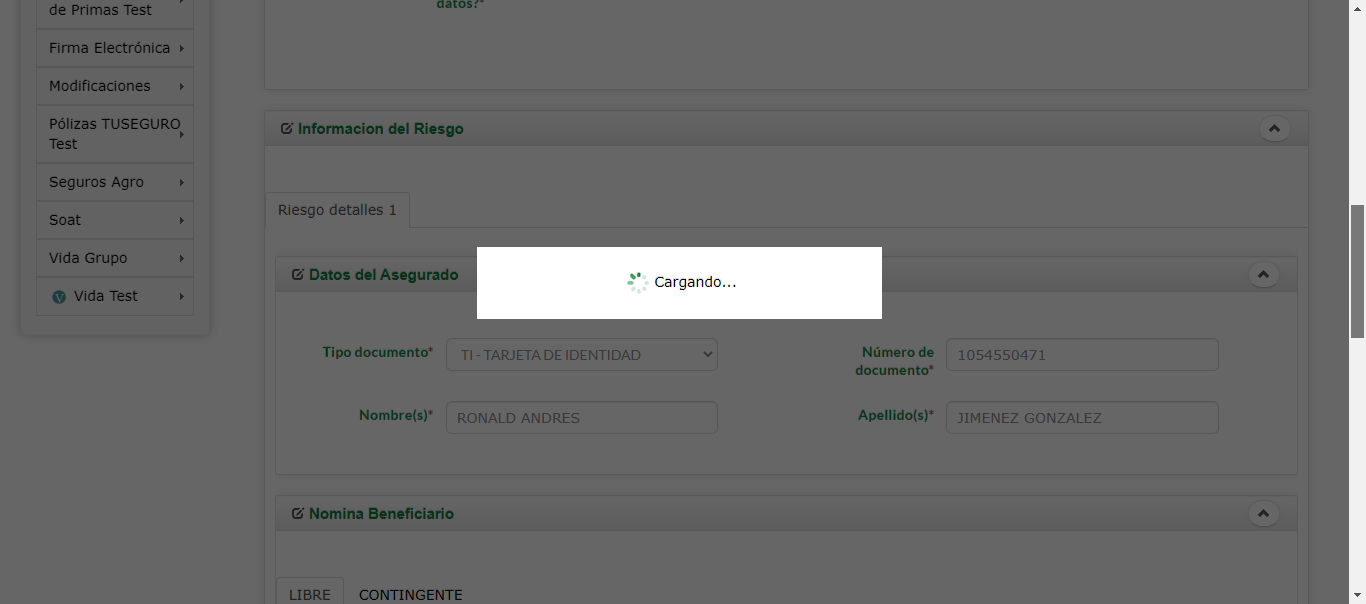 de Primas Test
datos?*
Firma Electrónica
Modificaciones
Pólizas TUSEGURO
Test
Seguros Agro
Soat
Vida Grupo
Vida Test
Informacion del Riesgo
Riesgo detalles 1
Datos del Asegurado
Cargando...
Tipo documento*
TI - TARJETA DE IDENTIDAD
Número de
documento*
1054550471
Nombre(s)*
RONALD ANDRES
Apellido(s)*
JIMENEZ GONZALEZ
Nomina Beneficiario
LIBRE
CONTINGENTE